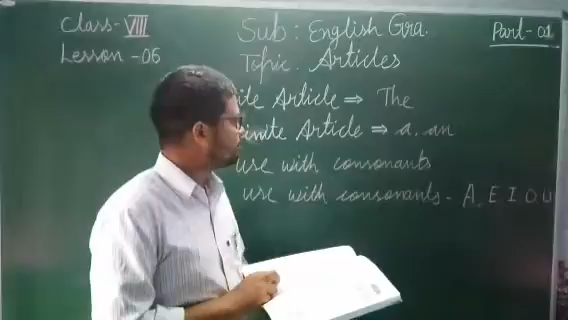 Class-VIII
Lesson -06
Sub: English Gra.
Part-01
Topic. Articles
ite Article ⇒ The
inite Article ⇒ a, an
use with consonants
use with consonants - A, E I O U